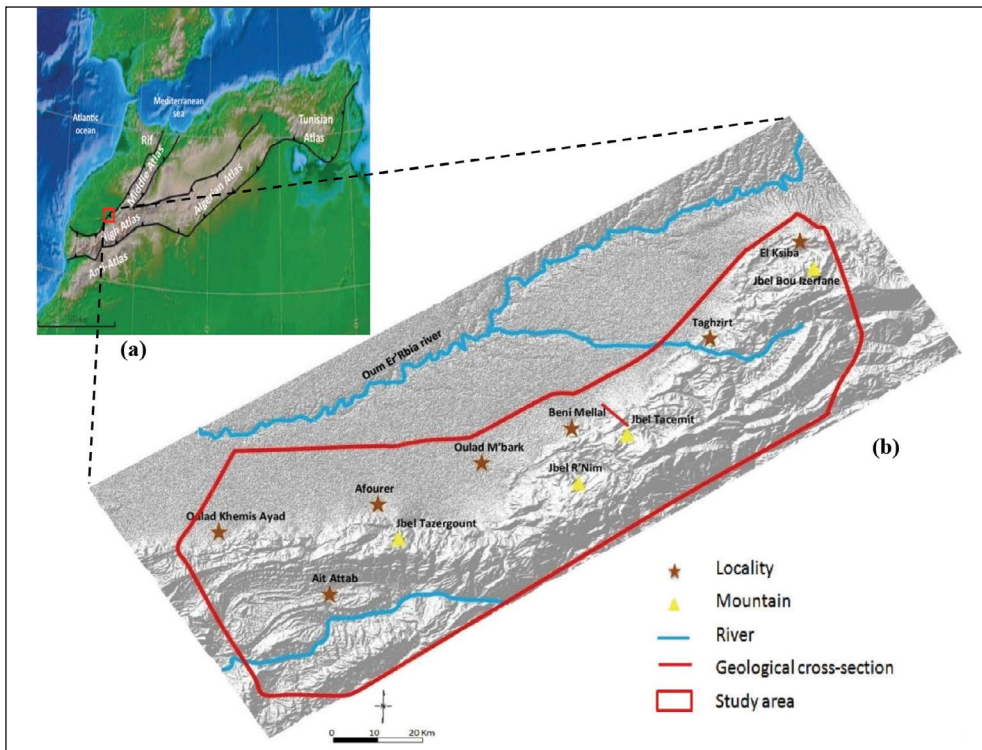 Mediterranean
sea
Atlantic
ocean
Tunisian
Atlas
Rif
Middle Atlas
Algerian Atlas
High Atlas
Anti-Atlas
(a)
El Ksiba
Jbel Bou Izerfane
Taghzirt
Oum Er'Rbia river
Beni Mellal
Jbel Tacemit
Oulad M'bark
(b)
Jbel R'Nim
Afourer
Oulad Khemis Ayad
Jbel Tazergount
Ait Attab
Locality
Mountain
River
Geological cross-section
Study area
N
0 10 20 Km